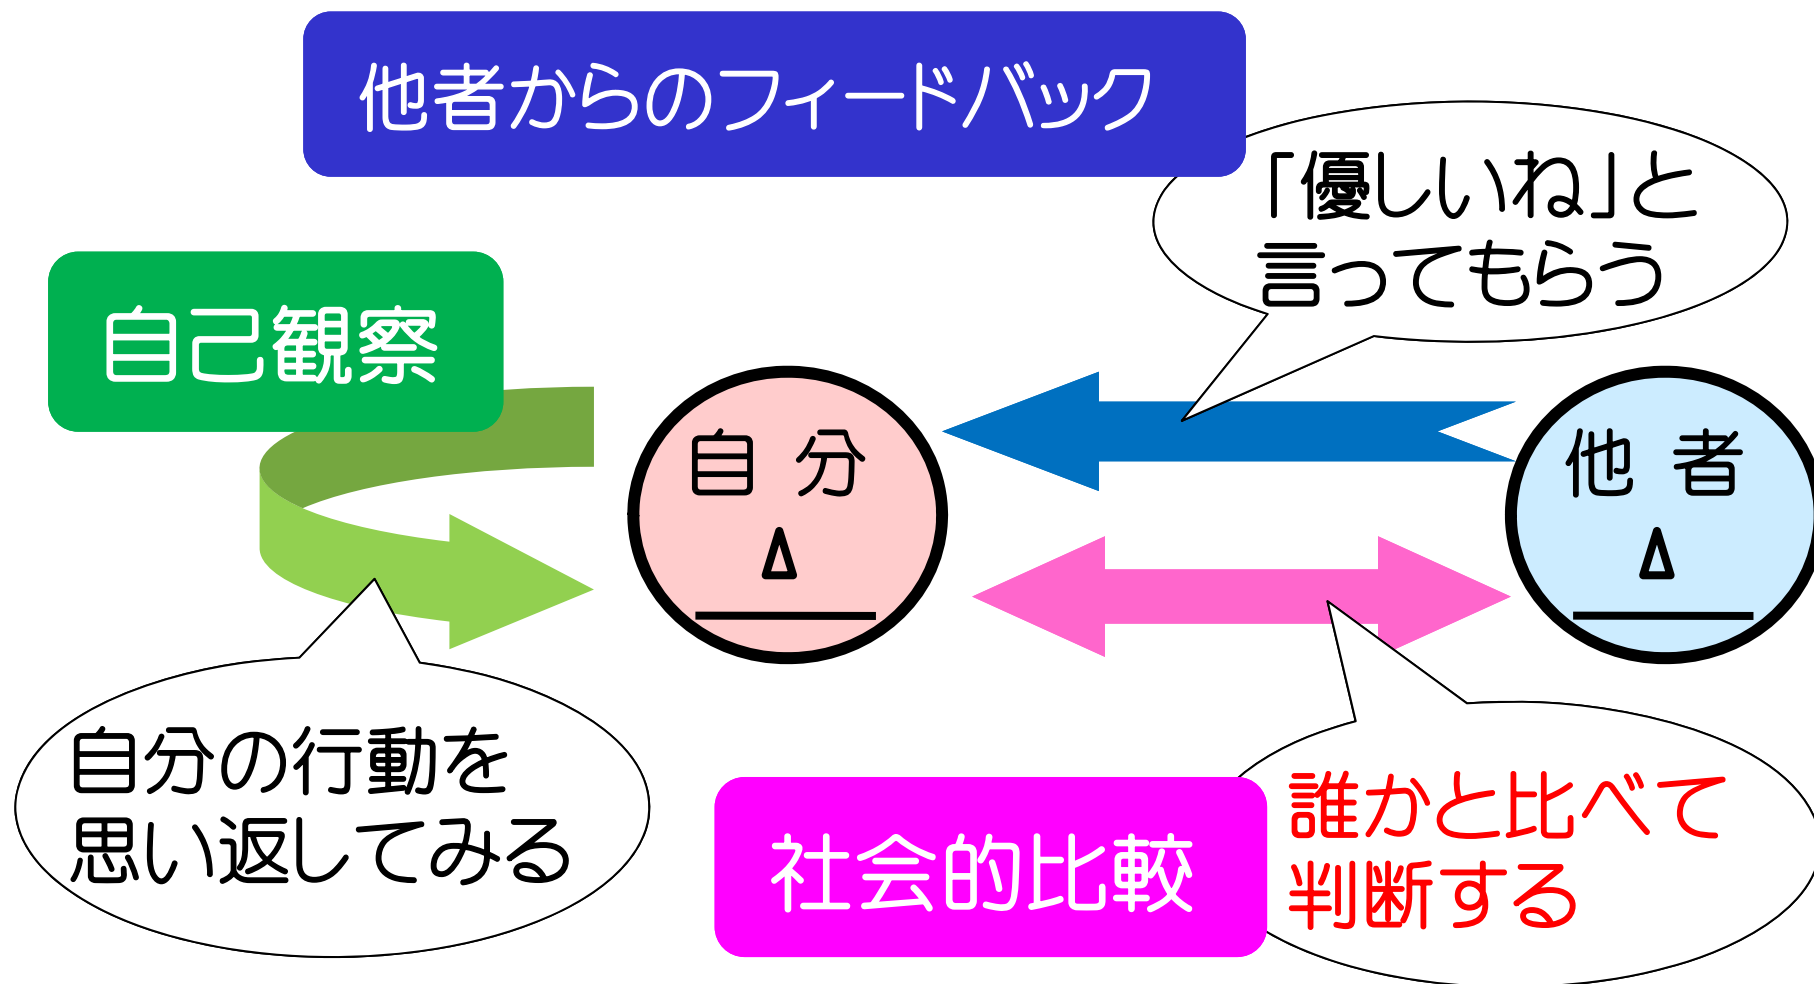 他者からのフィードバック
「優しいね」と
言ってもらう
自己観察
自分
他者
自分の行動を
思い返してみる
社会的比較
誰かと比べて
判断する